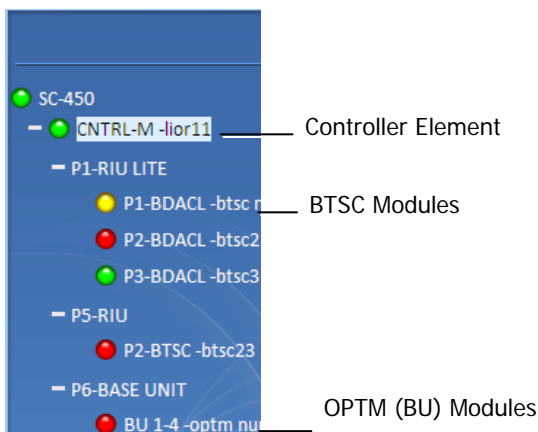 SC-450
CNTRL-M -lior11
Controller Element
P1-RIU LITE
P1-BDACL -btsc
BTSC Modules
P2-BDACL -btsc2
P3-BDACL -btsc3
P5-RIU
P2-BTSC -btsc23
P6-BASE UNIT
OPTM (BU) Modules
BU 1-4 -optm